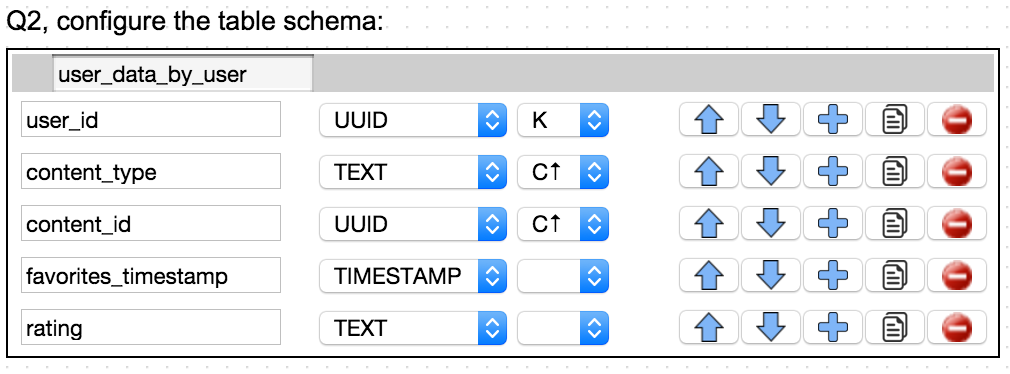 Q2, configure the table schema:
user_data_by_user
user_id UUID K
content_type TEXT C↑
content_id UUID C↑
favorites_timestamp TIMESTAMP
rating TEXT